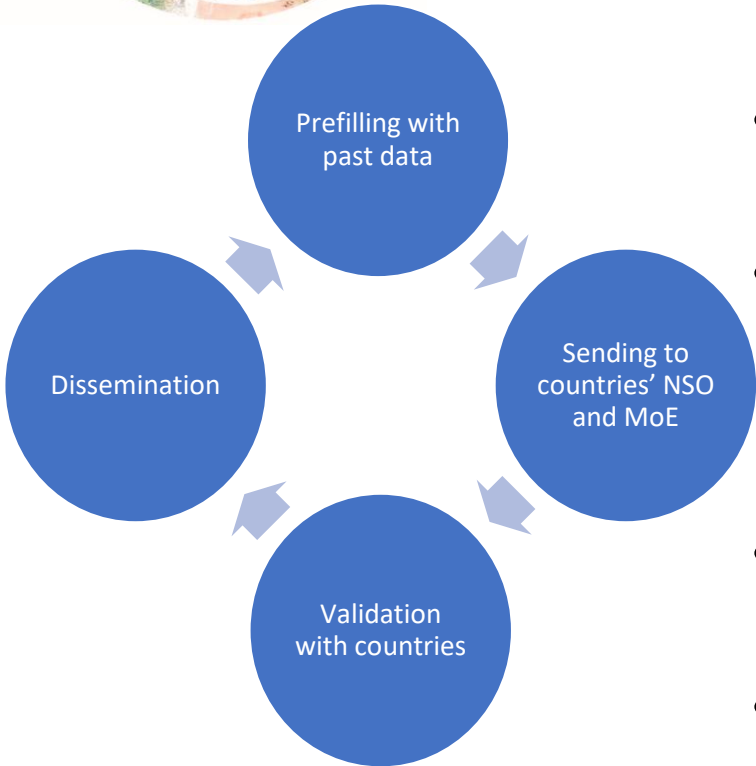 Prefilling with
past data
Sending to
countries’ NSO
and MoE
Validation
with countries
Dissemination